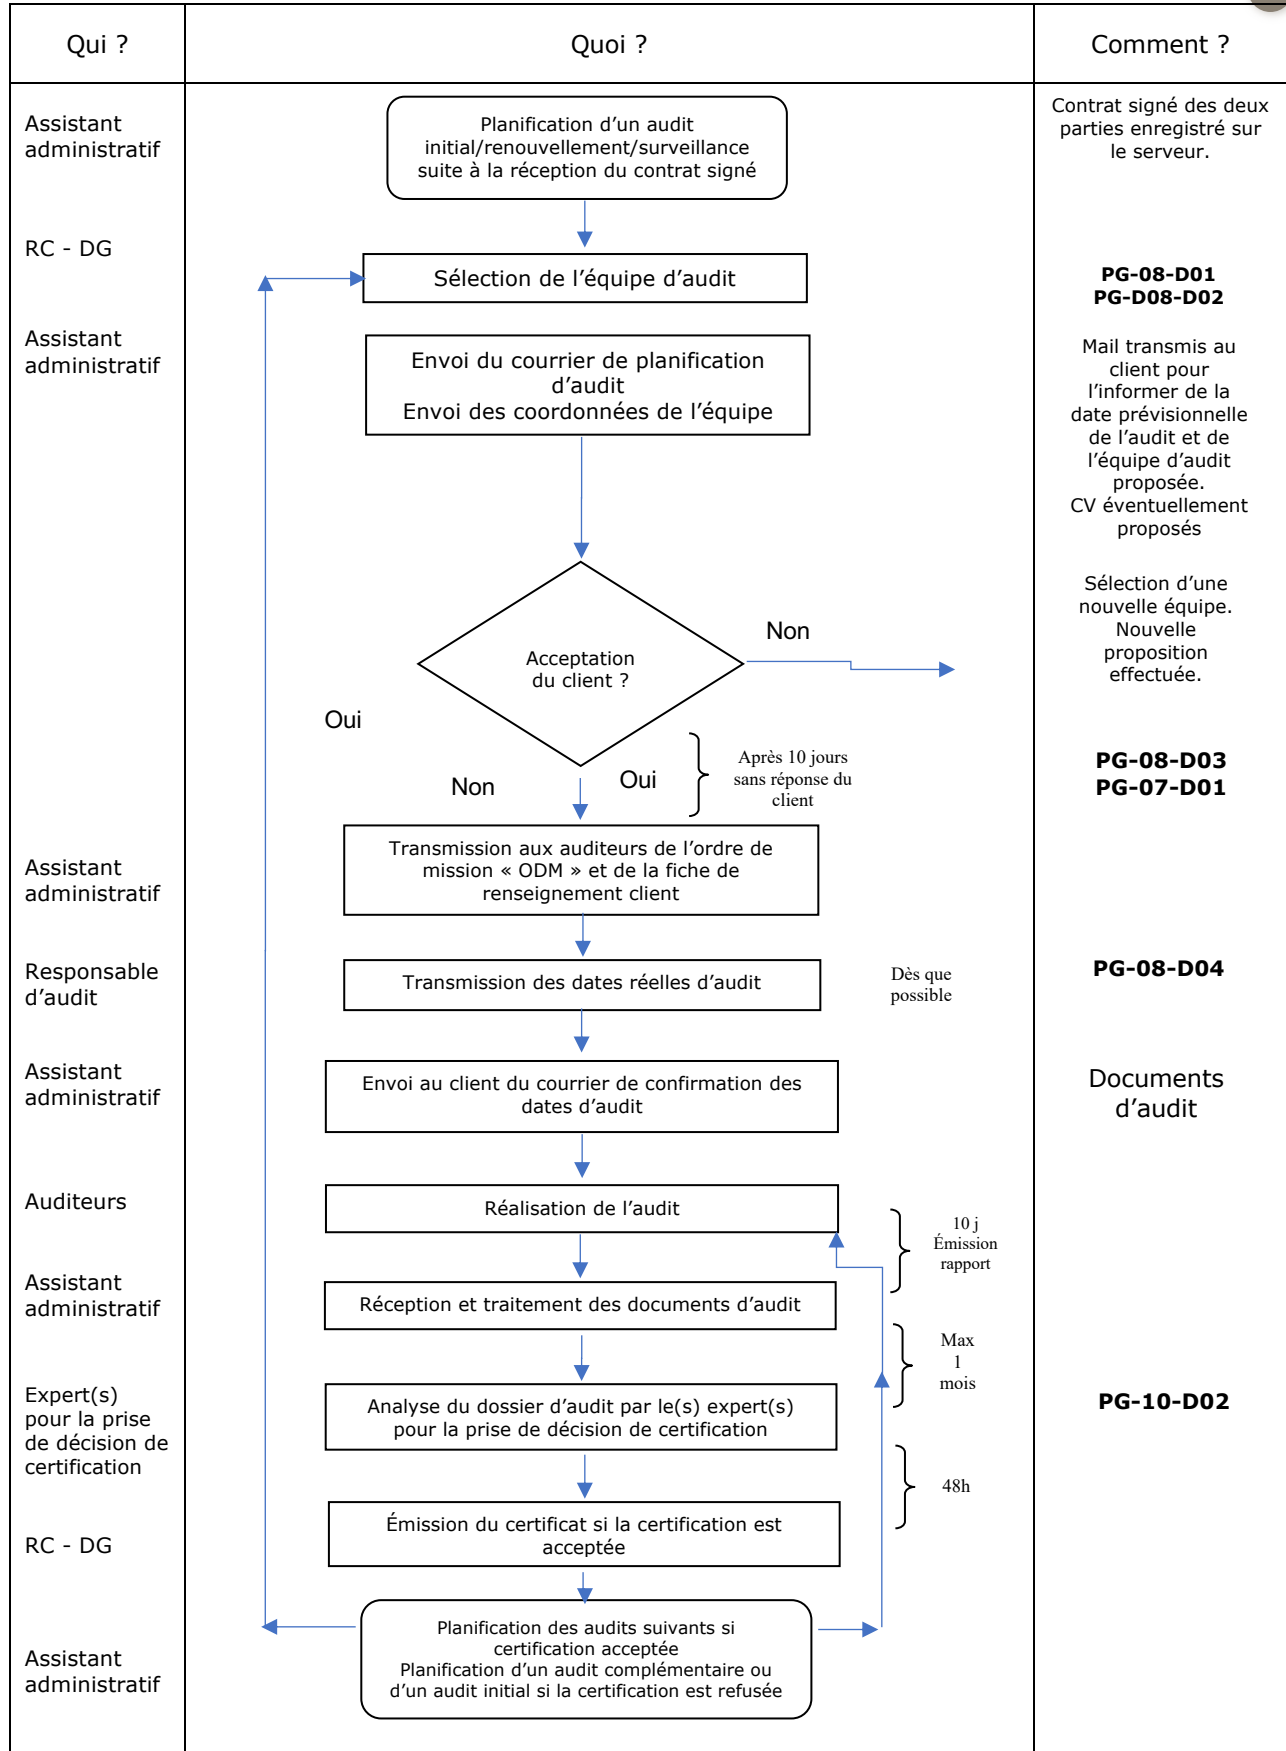 Qui ?
Quoi ?
Comment ?
Assistant
administratif
Planification d’un audit
initial/renouvellement/surveillance
suite à la réception du contrat signé
Contrat signé des deux
parties enregistré sur
le serveur.
RC - DG
Sélection de l’équipe d’audit
PG-08-D01
PG-D08-D02
Assistant
administratif
Envoi du courrier de planification
d’audit
Envoi des coordonnées de l’équipe
Mail transmis au
client pour
l’informer de la
date prévisionnelle
de l’audit et de
l’équipe d’audit
proposée.
CV éventuellement
proposés
Acceptation
du client ?
Non
Sélection d’une
nouvelle équipe.
Nouvelle
proposition
effectuée.
Oui
Non
Oui
Après 10 jours
sans réponse du
client
PG-08-D03
PG-07-D01
Assistant
administratif
Transmission aux auditeurs de l’ordre de
mission « ODM » et de la fiche de
renseignement client
Responsable
d’audit
Transmission des dates réelles d’audit
Dès que
possible
PG-08-D04
Assistant
administratif
Envoi au client du courrier de confirmation des
dates d’audit
Documents
d’audit
Auditeurs
Réalisation de l’audit
10 j
Émission
rapport
Assistant
administratif
Réception et traitement des documents d’audit
Max
1
mois
Expert(s)
pour la prise
de décision de
certification
Analyse du dossier d’audit par le(s) expert(s)
pour la prise de décision de certification
PG-10-D02
48h
RC - DG
Émission du certificat si la certification est
acceptée
Assistant
administratif
Planification des audits suivants si
certification acceptée
Planification d’un audit complémentaire ou
d’un audit initial si la certification est refusée